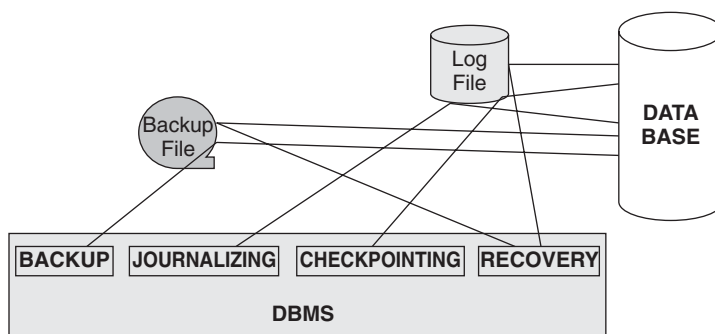 Log
File
DATA
BASE
Backup
File
BACKUP
JOURNALIZING
CHECKPOINTING
RECOVERY
DBMS